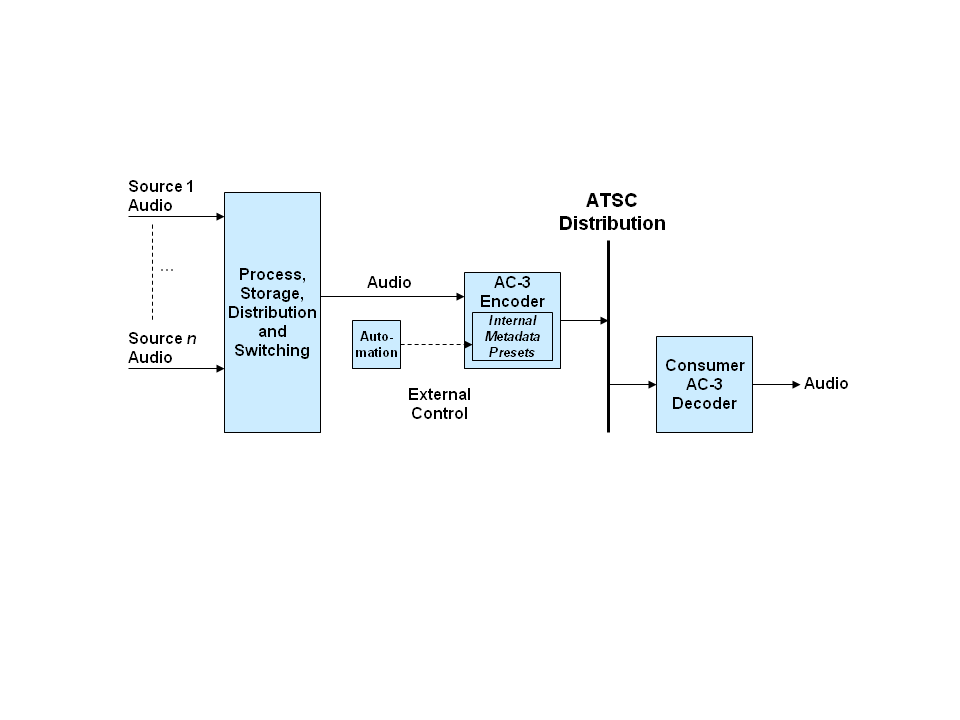 Source 1
Audio
...
Source n
Audio
Process,
Storage,
Distribution
and
Switching
Audio
Auto-
mation
External
Control
AC-3
Encoder
Internal
Metadata
Presets
ATSC
Distribution
Consumer
AC-3
Decoder
Audio